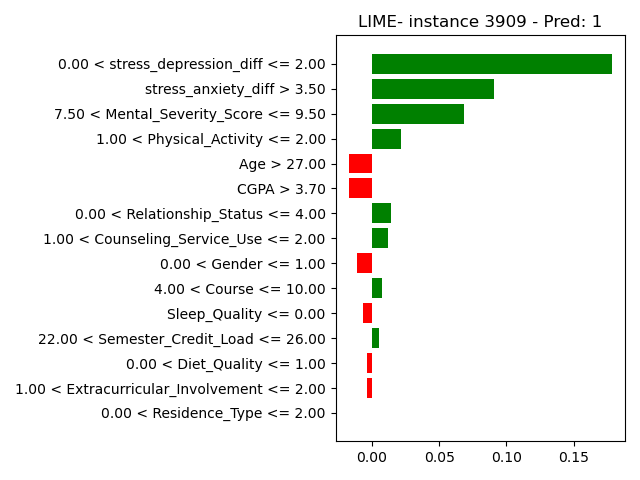 LIME- instance 3909 - Pred: 1
0.00 < stress_depression_diff <= 2.00
stress_anxiety_diff > 3.50
7.50 < Mental_Severity_Score <= 9.50
1.00 < Physical_Activity <= 2.00
Age > 27.00
CGPA > 3.70
0.00 < Relationship_Status <= 4.00
1.00 < Counseling_Service_Use <= 2.00
0.00 < Gender <= 1.00
4.00 < Course <= 10.00
Sleep_Quality <= 0.00
22.00 < Semester_Credit_Load <= 26.00
0.00 < Diet_Quality <= 1.00
1.00 < Extracurricular_Involvement <= 2.00
0.00 < Residence_Type <= 2.00
0.00 0.05 0.10 0.15